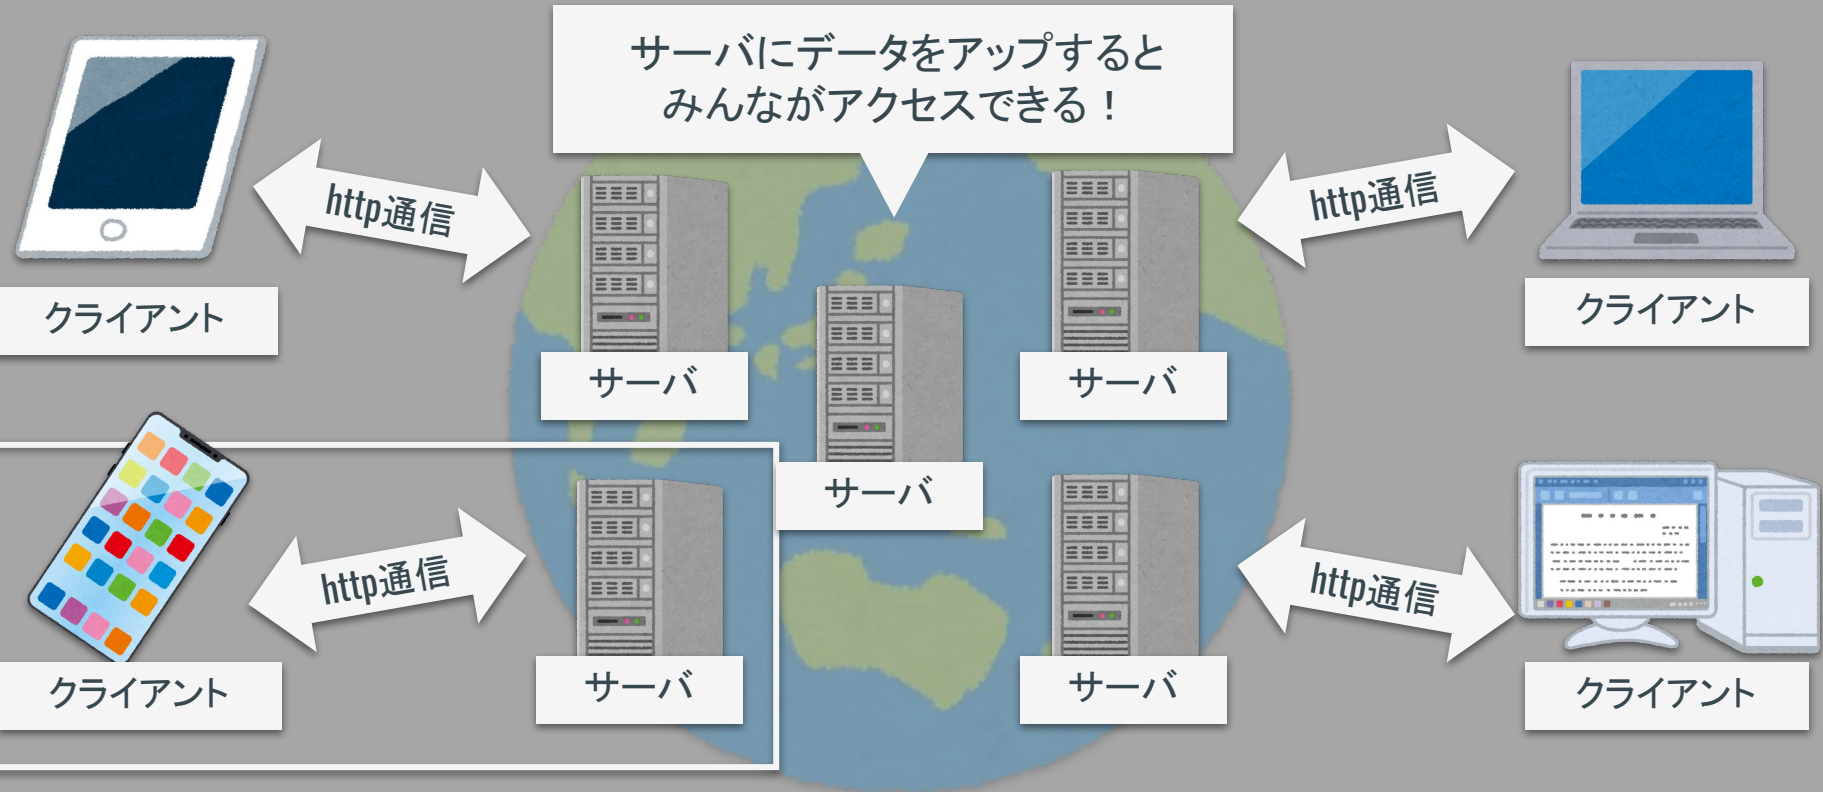 サーバにデータをアップすると
みんながアクセスできる！
http通信
http通信
クライアント
クライアント
サーバ
サーバ
サーバ
http通信
http通信
クライアント
サーバ
サーバ
クライアント